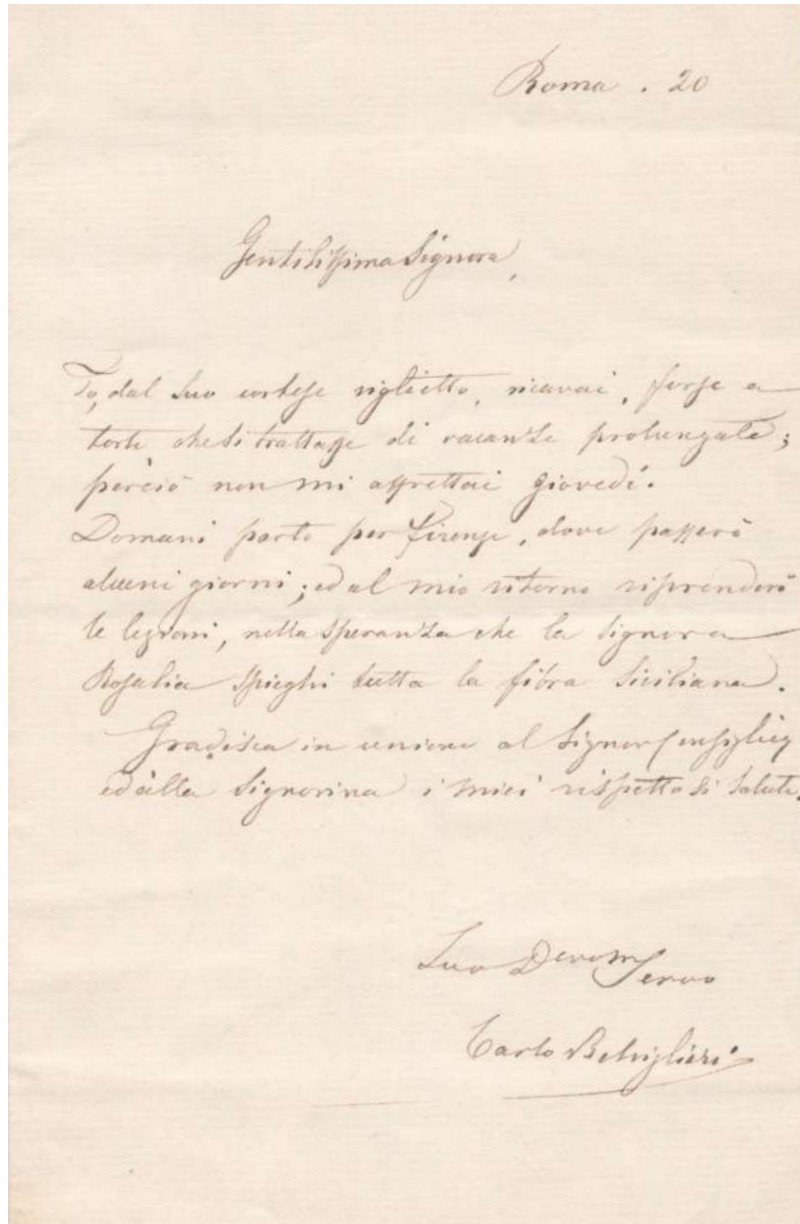 Roma . 20
Gentilissima Signora,
Io, dal suo cortese viglietto, ricavai, forse a
torto che si trattasse di vacanze prolungate;
perciò non mi affrettai giovedì.
Domani parto per Firenze, dove passerò
alcuni giorni; ed al mio ritorno riprenderò
le lezioni, nella speranza che la Signora
Rosalia spieghi tutta la fibra Siciliana.
Gradisca in unione al Signor
ed alla Signorina i miei rispettosi saluti.
Suo Devom Servo
Carlo Belviglieri